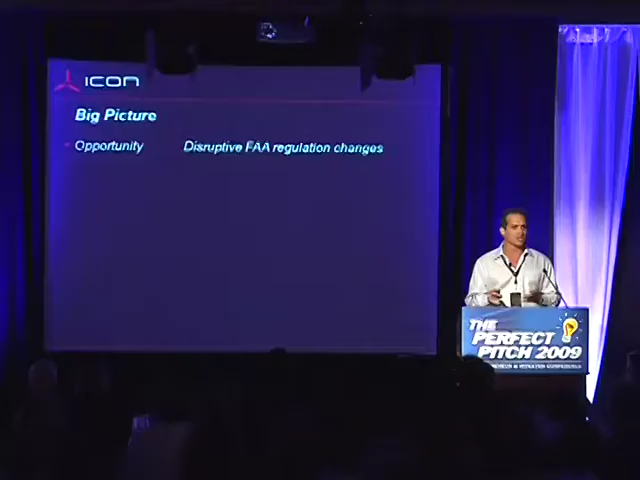 ICON
Big Picture
Opportunity Disruptive FAA regulation changes
THE
PERFECT
PITCH 2009